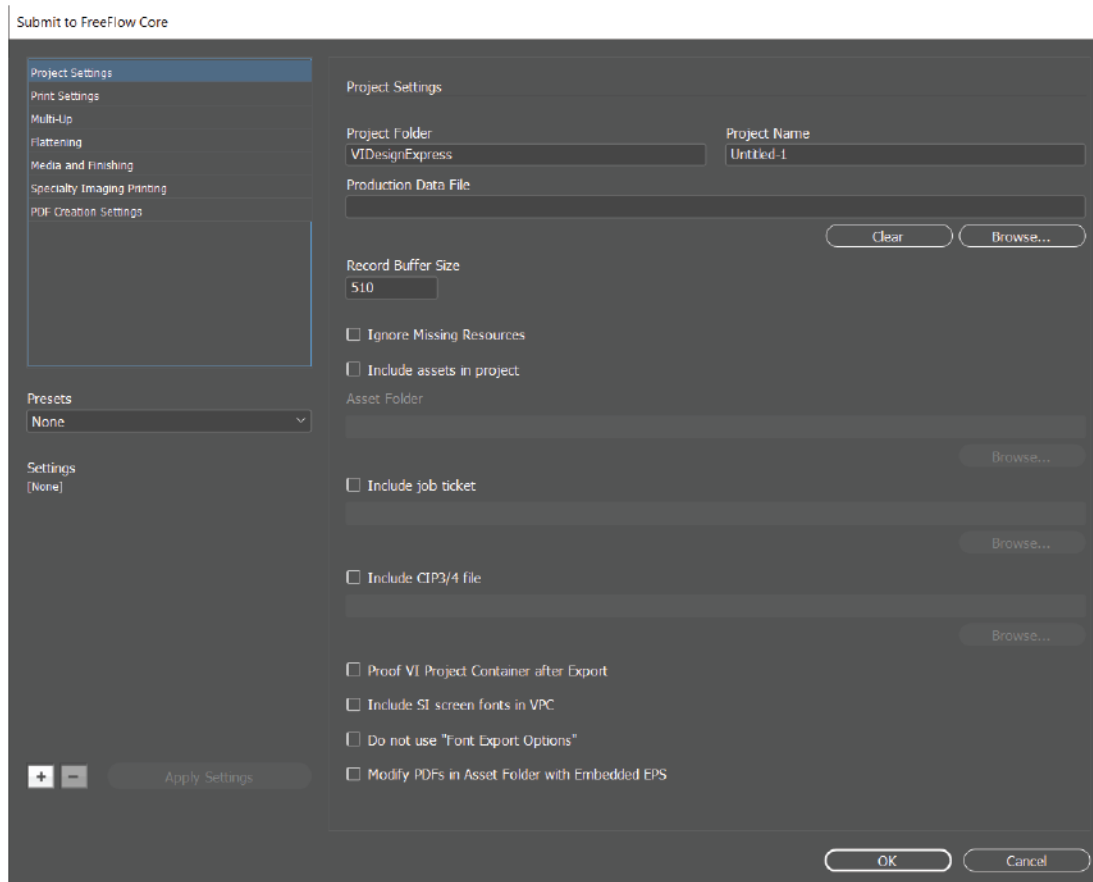 Submit to FreeFlow Core
Project Settings
Print Settings
Multi-Up
Flattening
Media and Finishing
Specialty Imaging Printing
PDF Creation Settings
Presets
None
Settings
[None]
+ −
Apply Settings
Project Settings
Project Folder
Project Name
VIDesignExpress
Untitled-1
Production Data File
Clear
Browse...
Record Buffer Size
510
Ignore Missing Resources
Include assets in project
Asset Folder
Browse...
Include job ticket
Browse...
Include CIP3/4 file
Browse...
Proof VI Project Container after Export
Include SI screen fonts in VPC
Do not use "Font Export Options"
Modify PDFs in Asset Folder with Embedded EPS
OK
Cancel